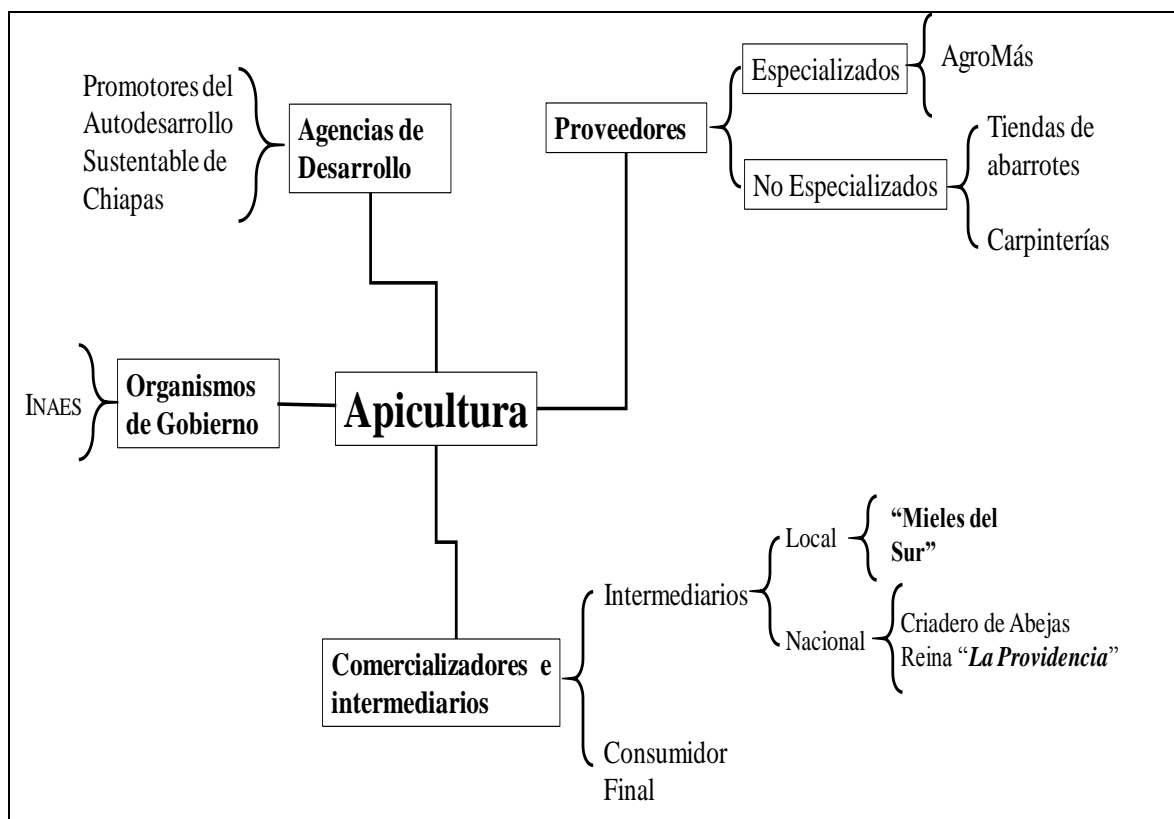 Promotores del
Autodesarrollo
Sustentable de
Chiapas
Agencias de
Desarrollo
Proveedores
Especializados
AgroMás
No Especializados
Tiendas de
abarrotes
Carpinterías
INAES
Organismos
de Gobierno
Apicultura
Comercializadores e
intermediarios
Intermediarios
Local
“Mieles del
Sur”
Nacional
Criadero de Abejas
Reina “La Providencia”
Consumidor
Final